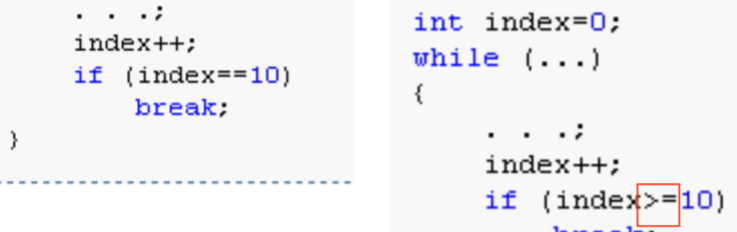 . . .;
index++;
if (index==10)
break;
}
int index=0;
while (...)
{
. . .;
index++;
if (index>=10)